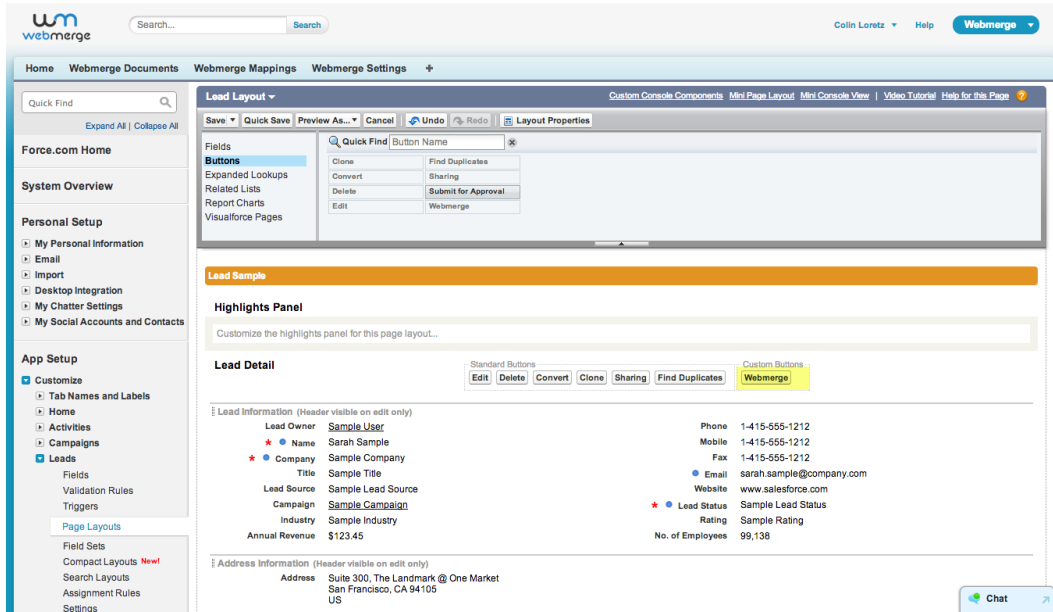 wm
webmerge
Search...
Search
Colin Loretz
Help
Webmerge
Home Webmerge Documents Webmerge Mappings Webmerge Settings +
Quick Find
Expand All | Collapse All
Force.com Home
System Overview
Personal Setup
My Personal Information
Email
Import
Desktop Integration
My Chatter Settings
My Social Accounts and Contacts
App Setup
Customize
Tab Names and Labels
Home
Activities
Campaigns
Leads
Fields
Validation Rules
Triggers
Page Layouts
Field Sets
Compact Layouts New!
Search Layouts
Assignment Rules
Settings
Lead Layout
Custom Console Components Mini Page Layout Mini Console View | Video Tutorial Help for this Page ?
Save Quick Save Preview As... Cancel Undo Redo Layout Properties
Fields
Buttons
Expanded Lookups
Related Lists
Report Charts
Visualforce Pages
Quick Find Button Name
Clone Find Duplicates
Convert Sharing
Delete Submit for Approval
Edit Webmerge
Lead Sample
Highlights Panel
Customize the highlights panel for this page layout...
Lead Detail
Standard Buttons
Edit Delete Convert Clone Sharing Find Duplicates
Custom Buttons
Webmerge
Lead Information (Header visible on edit only)
Lead Owner Sample User
* Name Sarah Sample
* Company Sample Company
Title Sample Title
Lead Source Sample Lead Source
Campaign Sample Campaign
Industry Sample Industry
Annual Revenue $123.45
Phone 1-415-555-1212
Mobile 1-415-555-1212
Fax 1-415-555-1212
Email sarah.sample@company.com
Website www.salesforce.com
* Lead Status Sample Lead Status
Rating Sample Rating
No. of Employees 99,138
Address Information (Header visible on edit only)
Address Suite 300, The Landmark @ One Market
San Francisco, CA 94105
US
Chat